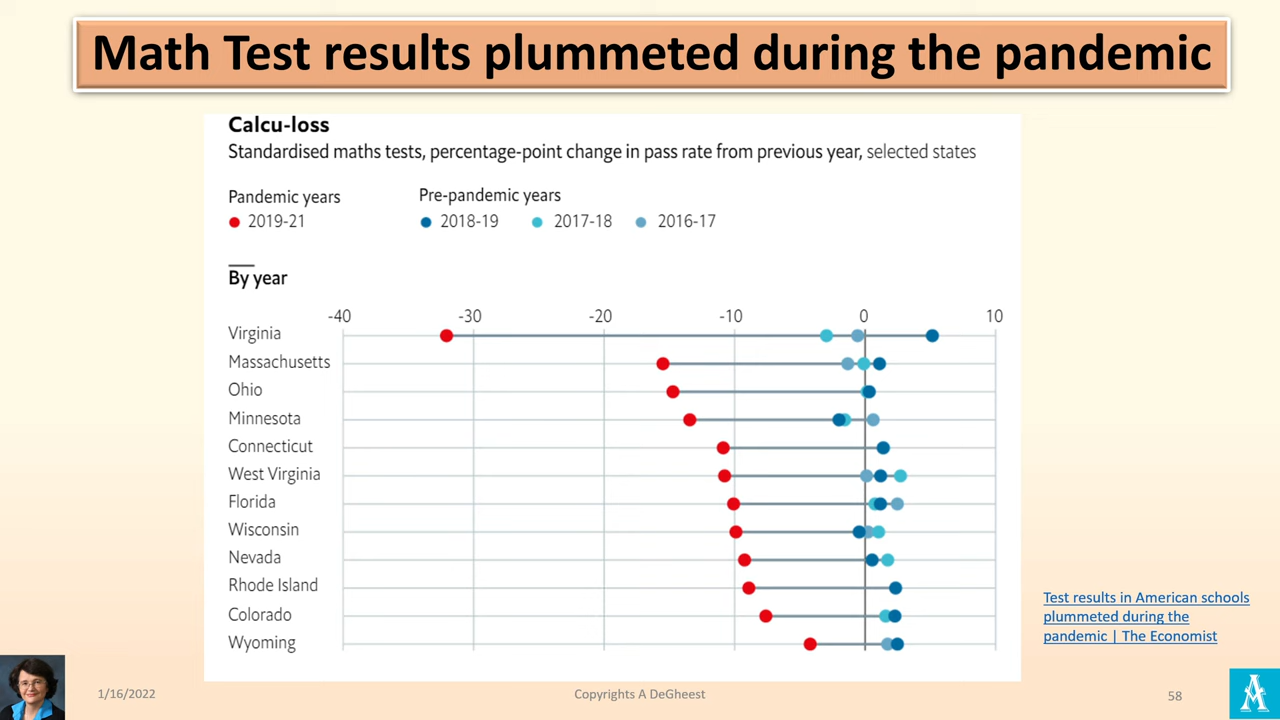 Math Test results plummeted during the pandemic
Calcu-loss
Standardised maths tests, percentage-point change in pass rate from previous year, selected states
Pandemic years
Pre-pandemic years
2019-21
2018-19
2017-18
2016-17
By year
-40 -30 -20 -10 0 10
Virginia
Massachusetts
Ohio
Minnesota
Connecticut
West Virginia
Florida
Wisconsin
Nevada
Rhode Island
Colorado
Wyoming
Test results in American schools
plummeted during the
pandemic | The Economist
1/16/2022
Copyrights A DeGheest
58
A